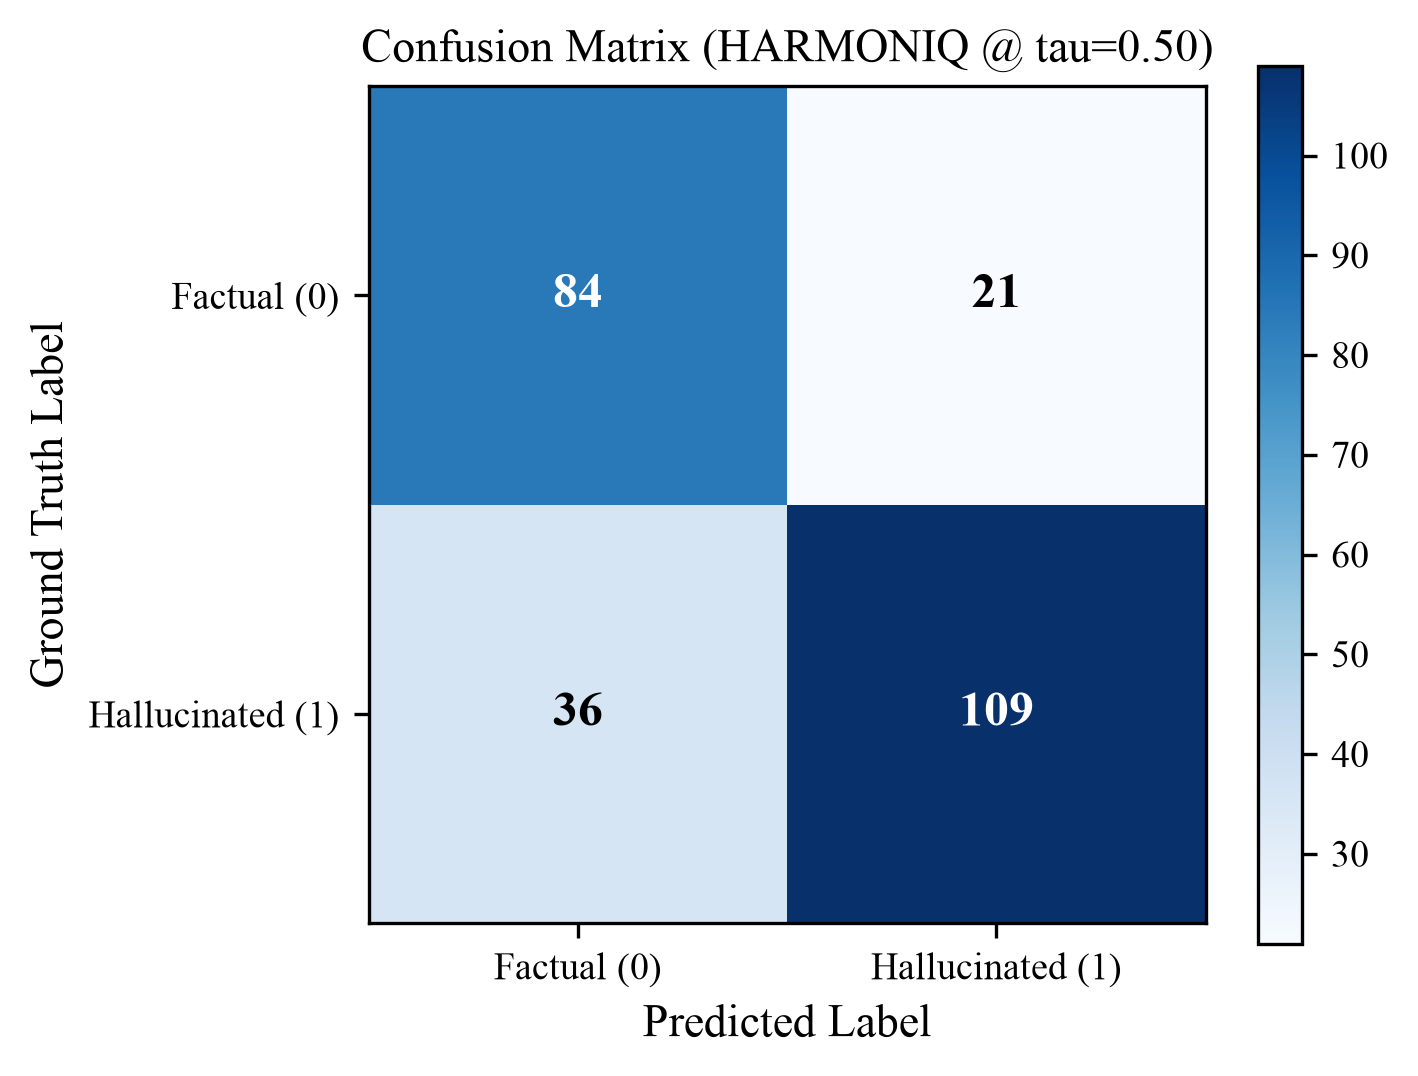 Confusion Matrix (HARMONIQ @ tau=0.50)
Ground Truth Label
Factual (0)
84
21
Hallucinated (1)
36
109
Factual (0)
Hallucinated (1)
Predicted Label
100
90
80
70
60
50
40
30